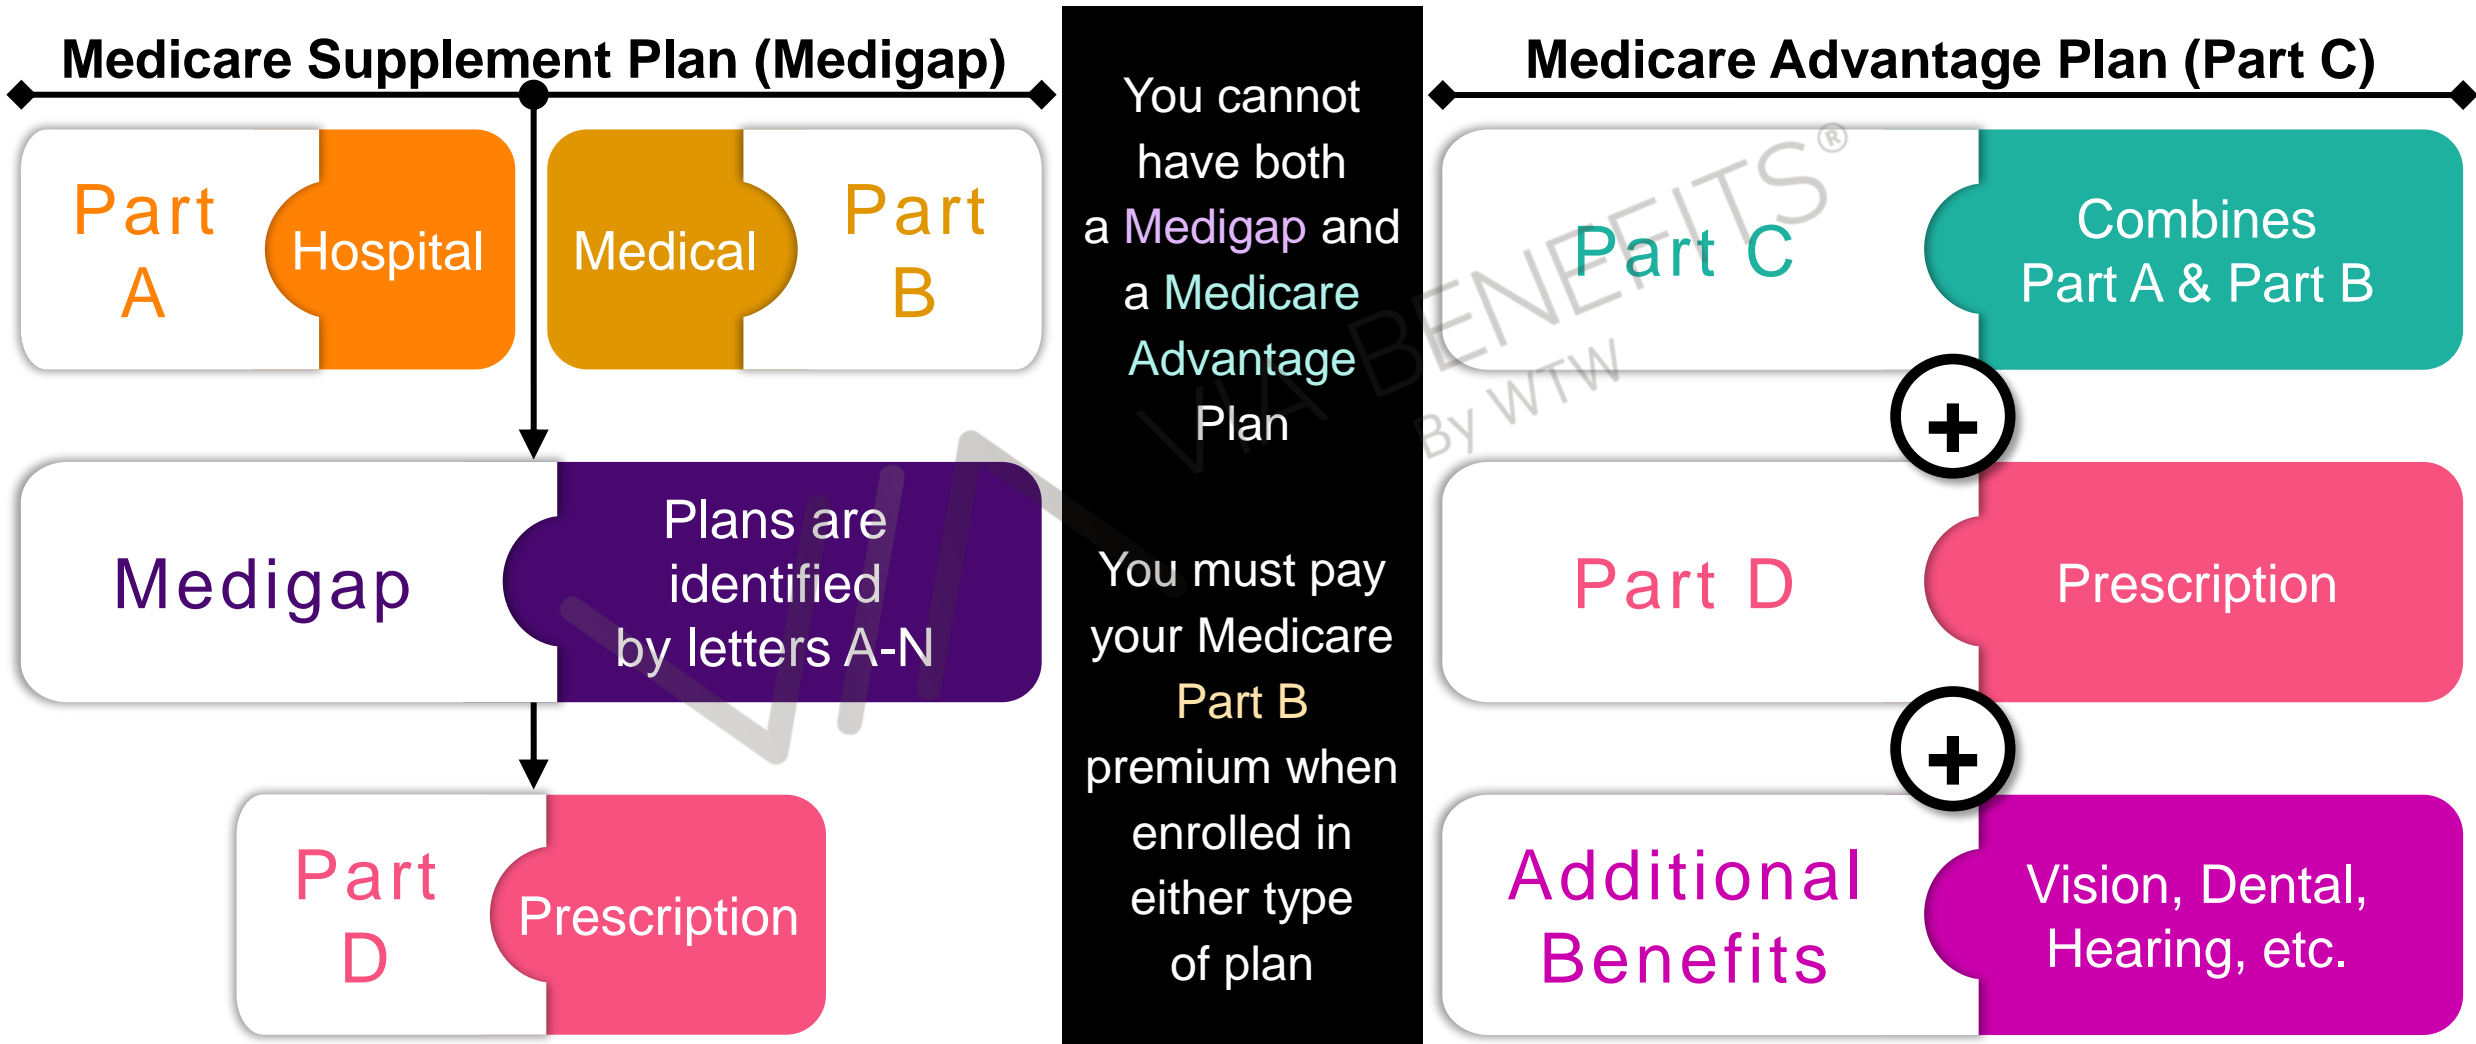 Medicare Supplement Plan (Medigap)
Part
A
Hospital
Medical
Part
B
Medigap
Plans are
identified
by letters A-N
Part
D
Prescription
You cannot
have both
a Medigap and
a Medicare
Advantage
Plan
You must pay
your Medicare
Part B
premium when
enrolled in
either type
of plan
Medicare Advantage Plan (Part C)
Part C
Combines
Part A & Part B
+
Part D
Prescription
+
Additional
Benefits
Vision, Dental,
Hearing, etc.
VIA BENEFITS®
By WTW